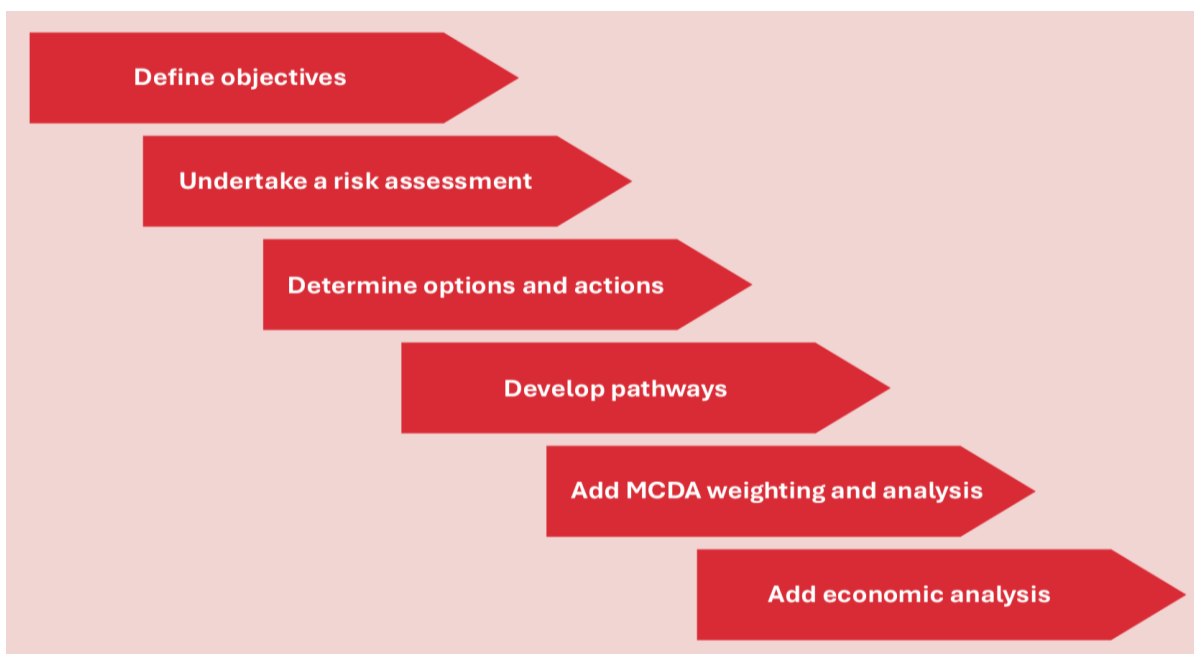 Define objectives
Undertake a risk assessment
Determine options and actions
Develop pathways
Add MCDA weighting and analysis
Add economic analysis